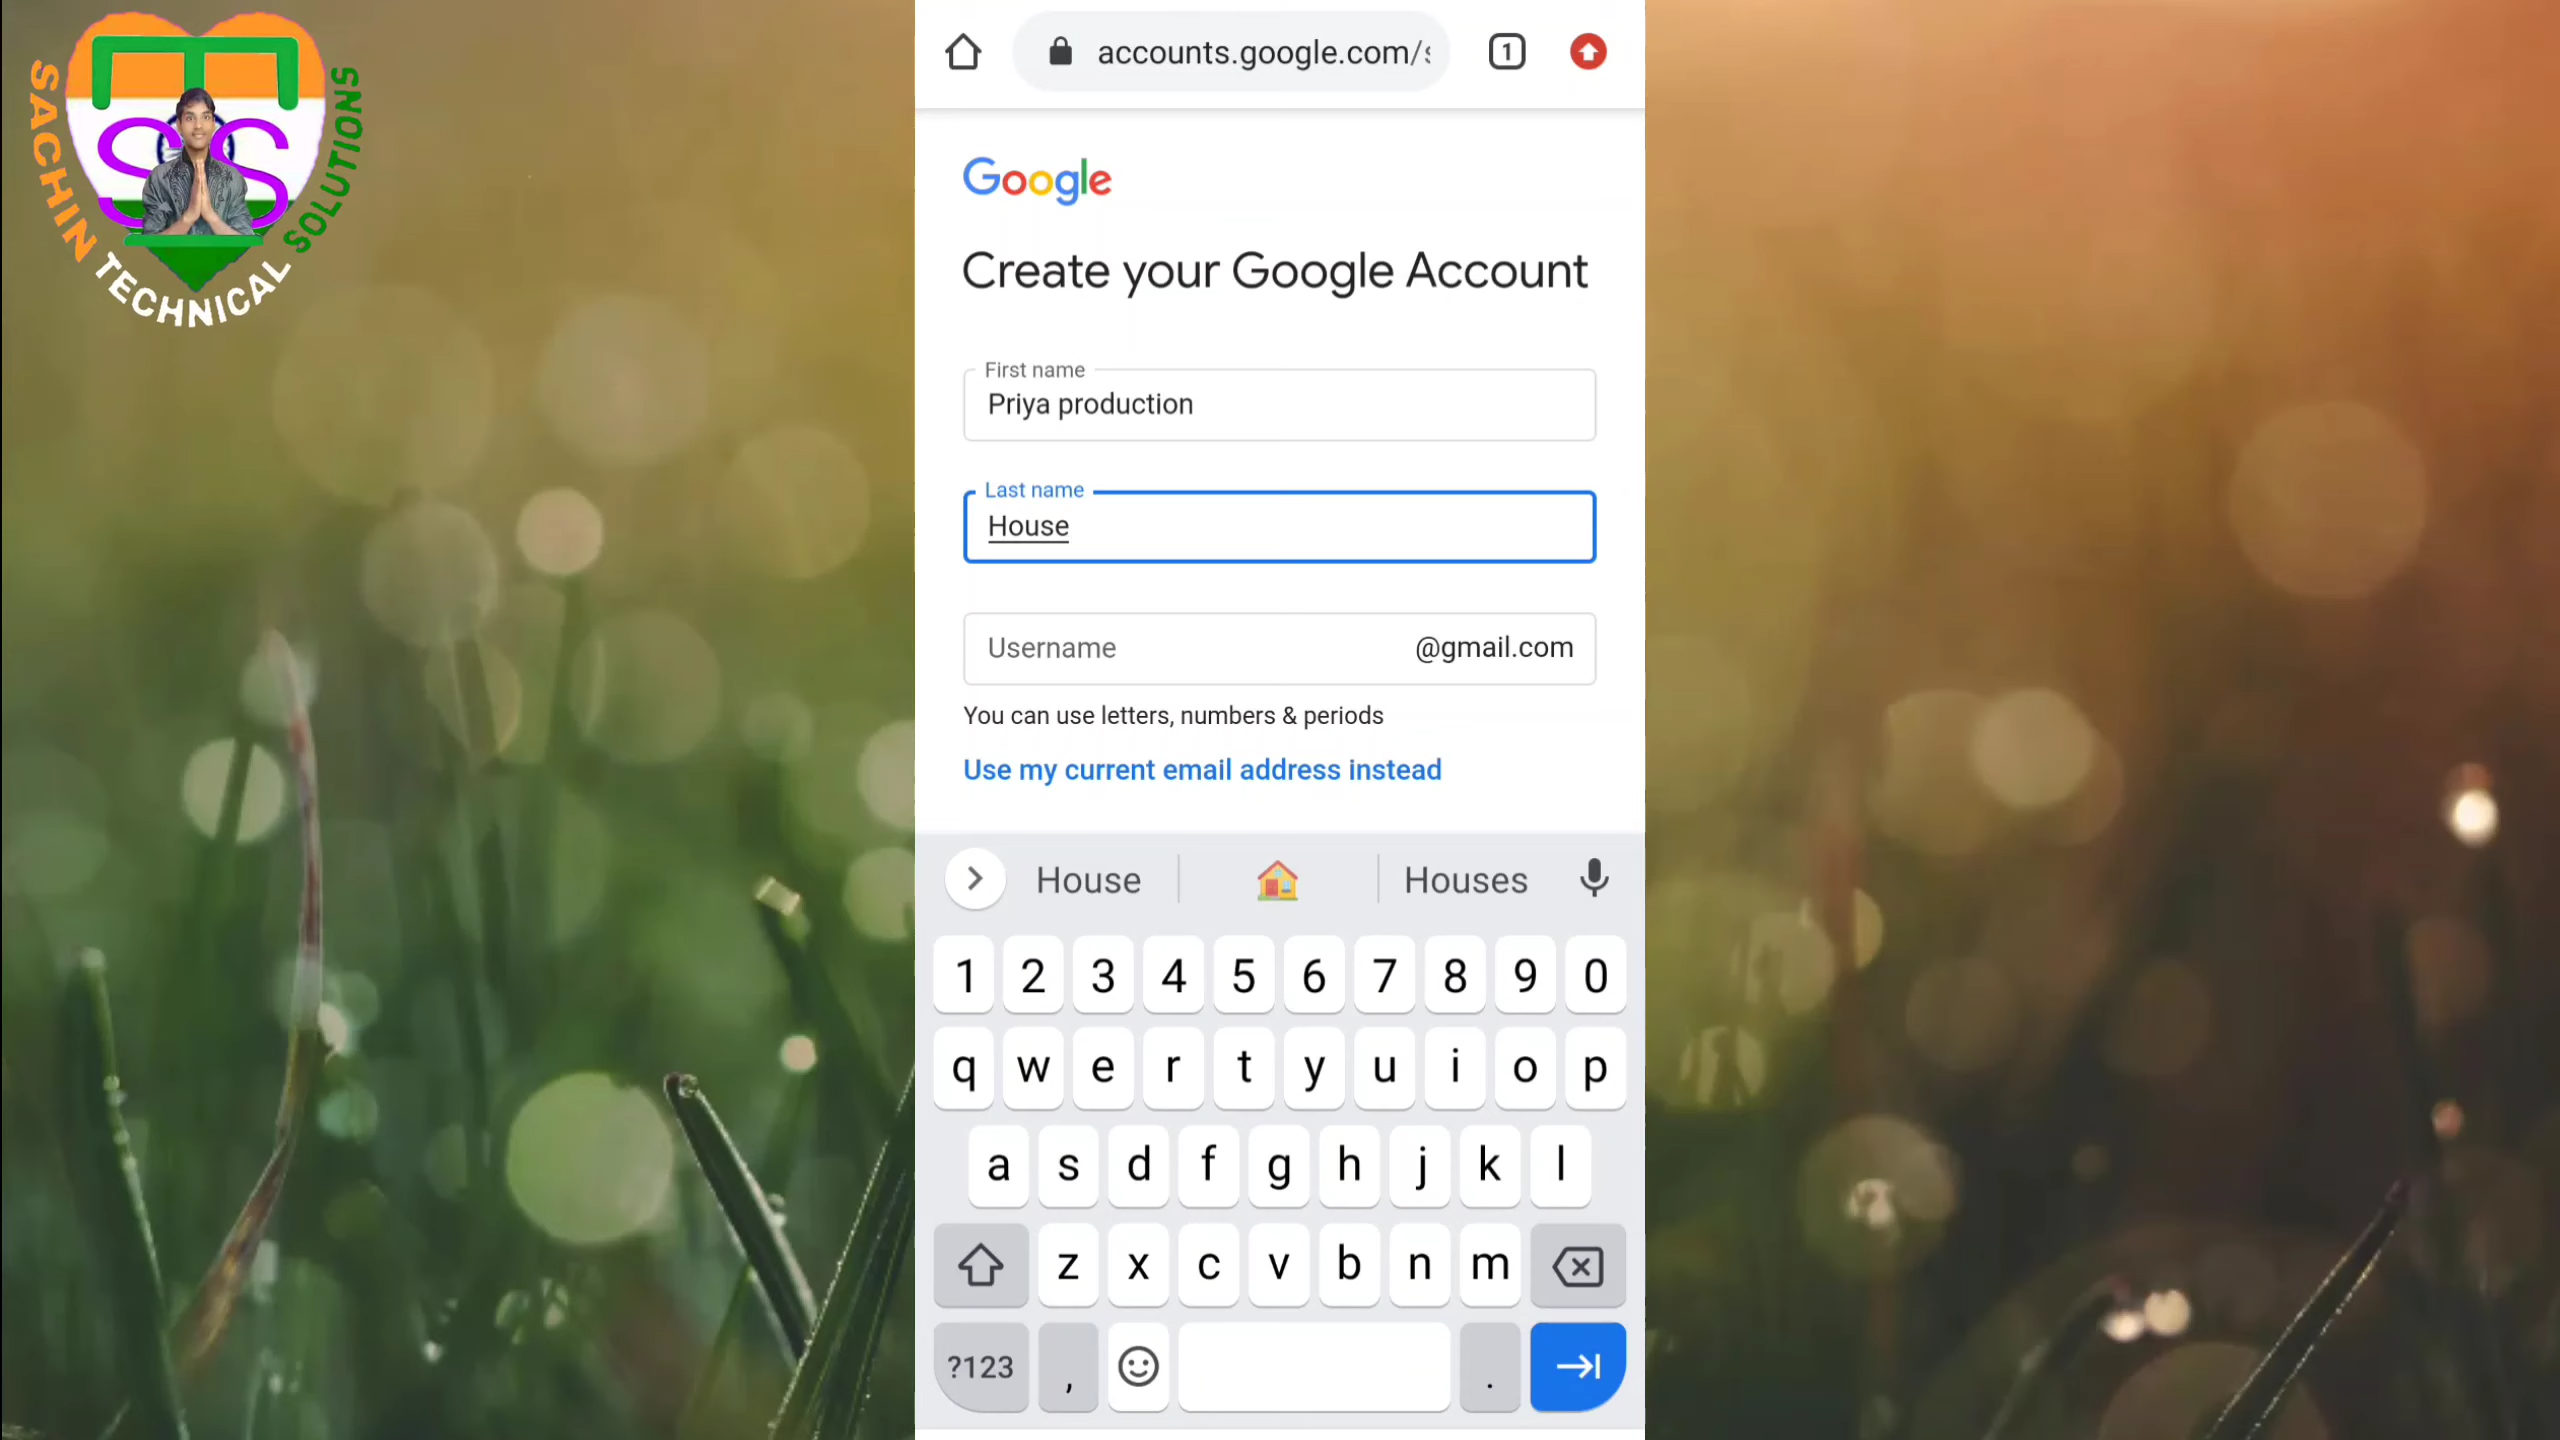 SACHIN TECHNICAL SOLUTIONS
SS
accounts.google.com/s
1
Google
Create your Google Account
First name
Priya production
Last name
House
Username @gmail.com
You can use letters, numbers & periods
Use my current email address instead
House Houses
1 2 3 4 5 6 7 8 9 0
q w e r t y u i o p
a s d f g h j k l
z x c v b n m
?123 , .